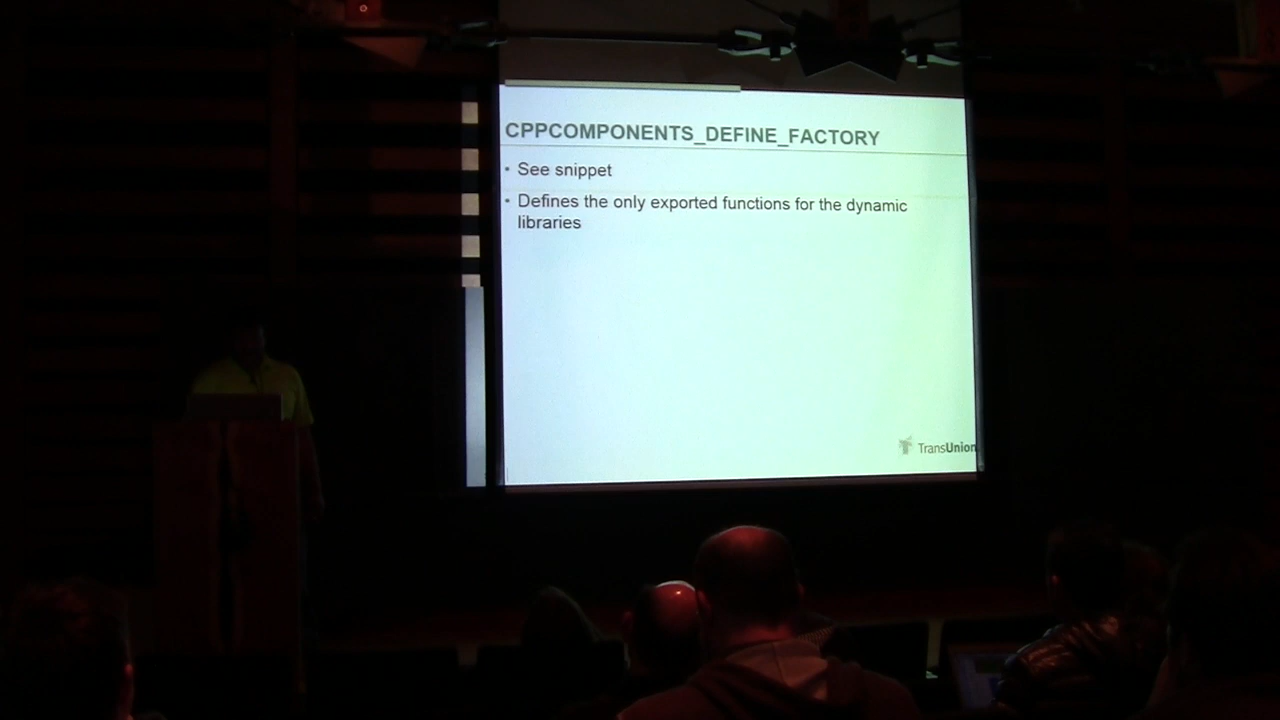 CPPCOMPONENTS_DEFINE_FACTORY
• See snippet
• Defines the only exported functions for the dynamic
libraries
TransUnion